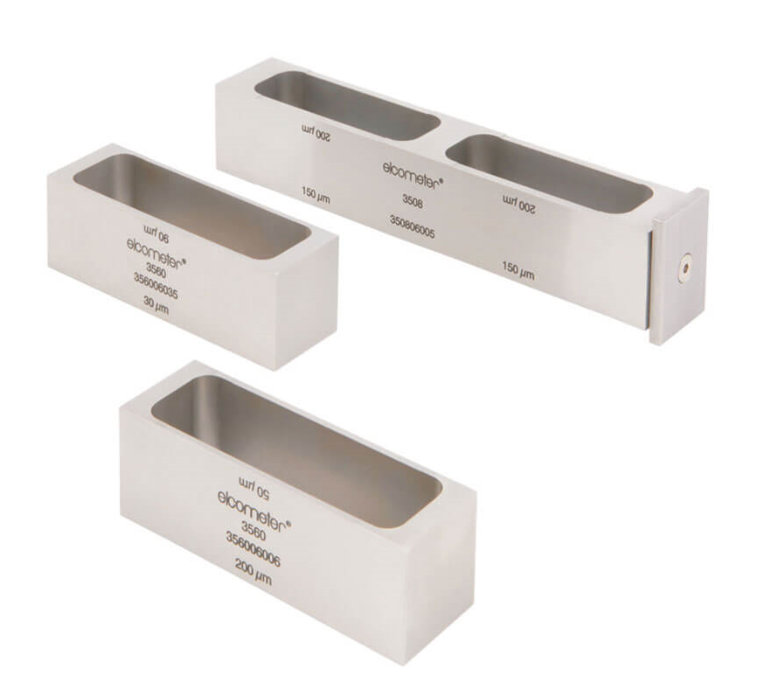 200 µm
200 µm
elcometer®
3508
350806005
150 µm
150 µm
90 µm
elcometer®
3560
356006035
30 µm
50 µm
elcometer®
3560
356006006
200 µm